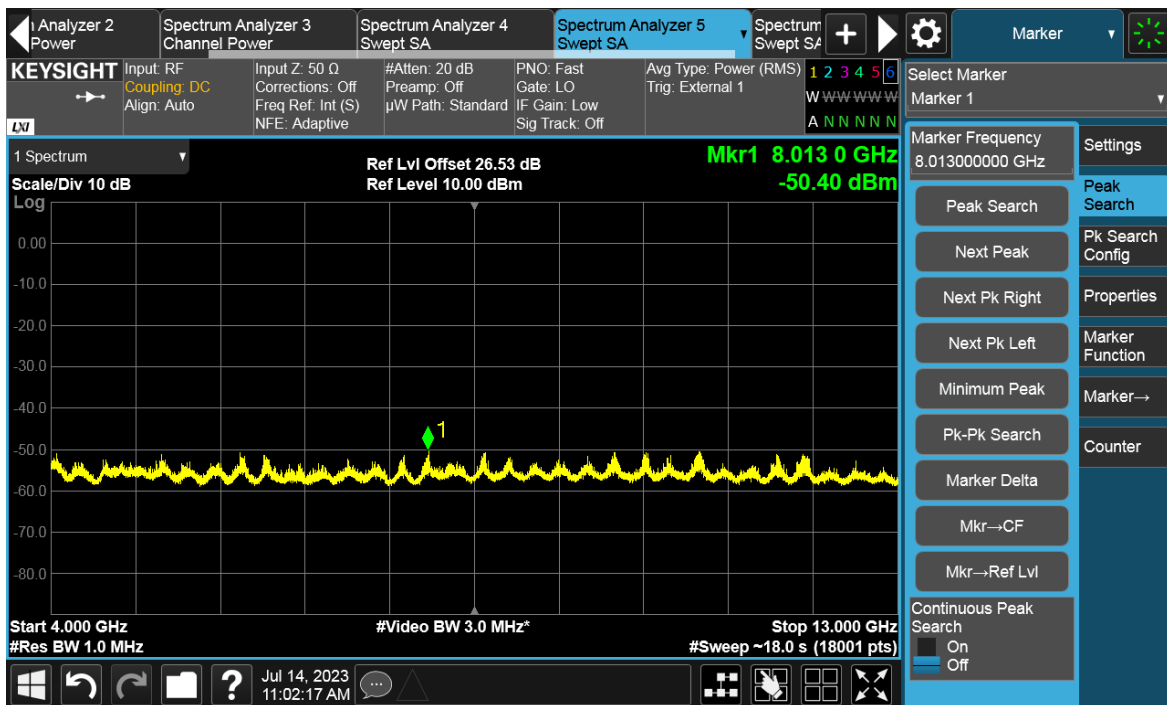 l Analyzer 2
Power
Spectrum Analyzer 3
Channel Power
Spectrum Analyzer 4
Swept SA
Spectrum Analyzer 5
Swept SA
Spectrum
Swept SA
+
Marker
KEYSIGHT
LXI
Input: RF
Coupling: DC
Align: Auto
Input Z: 50 Ω
Corrections: Off
Freq Ref: Int (S)
NFE: Adaptive
#Atten: 20 dB
Preamp: Off
µW Path: Standard
PNO: Fast
Gate: LO
IF Gain: Low
Sig Track: Off
Avg Type: Power (RMS)
Trig: External 1
1 2 3 4 5 6
W W W W W W
A N N N N N
Select Marker
Marker 1
1 Spectrum
Scale/Div 10 dB
Log
Ref Lvl Offset 26.53 dB
Ref Level 10.00 dBm
Mkr1 8.013 0 GHz
-50.40 dBm
0.00
-10.0
-20.0
-30.0
-40.0
-50.0
-60.0
-70.0
-80.0
1
Start 4.000 GHz
#Res BW 1.0 MHz
#Video BW 3.0 MHz*
Stop 13.000 GHz
#Sweep ~18.0 s (18001 pts)
Marker Frequency
8.013000000 GHz
Peak Search
Next Peak
Next Pk Right
Next Pk Left
Minimum Peak
Pk-Pk Search
Marker Delta
Mkr→CF
Mkr→Ref Lvl
Continuous Peak
Search
On
Off
Settings
Peak
Search
Pk Search
Config
Properties
Marker
Function
Marker→
Counter
?
Jul 14, 2023
11:02:17 AM